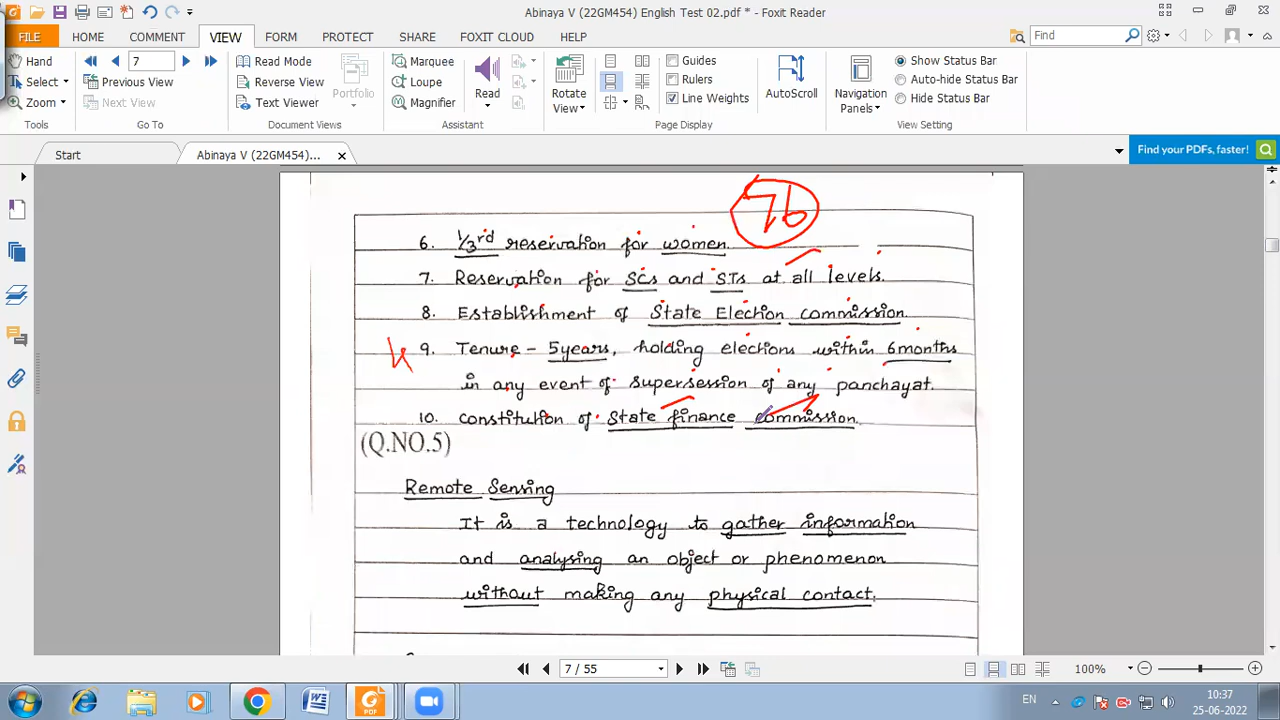 Abinaya V (22GM454) English Test 02.pdf * - Foxit Reader
FILE HOME COMMENT VIEW FORM PROTECT SHARE FOXIT CLOUD HELP Find
Hand 7 Read Mode Marquee Guides Show Status Bar
Select Previous View Reverse View Loupe Rulers Auto-hide Status Bar
Zoom Next View Text Viewer Portfolio Magnifier Read Rotate View Line Weights AutoScroll Navigation Panels Hide Status Bar
Tools Go To Document Views Assistant Page Display View Setting
Start Abinaya V (22GM454)... Find your PDFs, faster!
76
6. 1/3rd reservation for women.
7. Reservation for SCs and STs at all levels.
8. Establishment of State Election commission.
9. Tenure - 5years, holding elections within 6months
in any event of supersession of any panchayat.
10. constitution of State finance commission.
(Q.NO.5)
Remote Sensing
It is a technology to gather information
and analysing an object or phenomenon
without making any physical contact.
7 / 55 100%
EN 10:37
25-06-2022